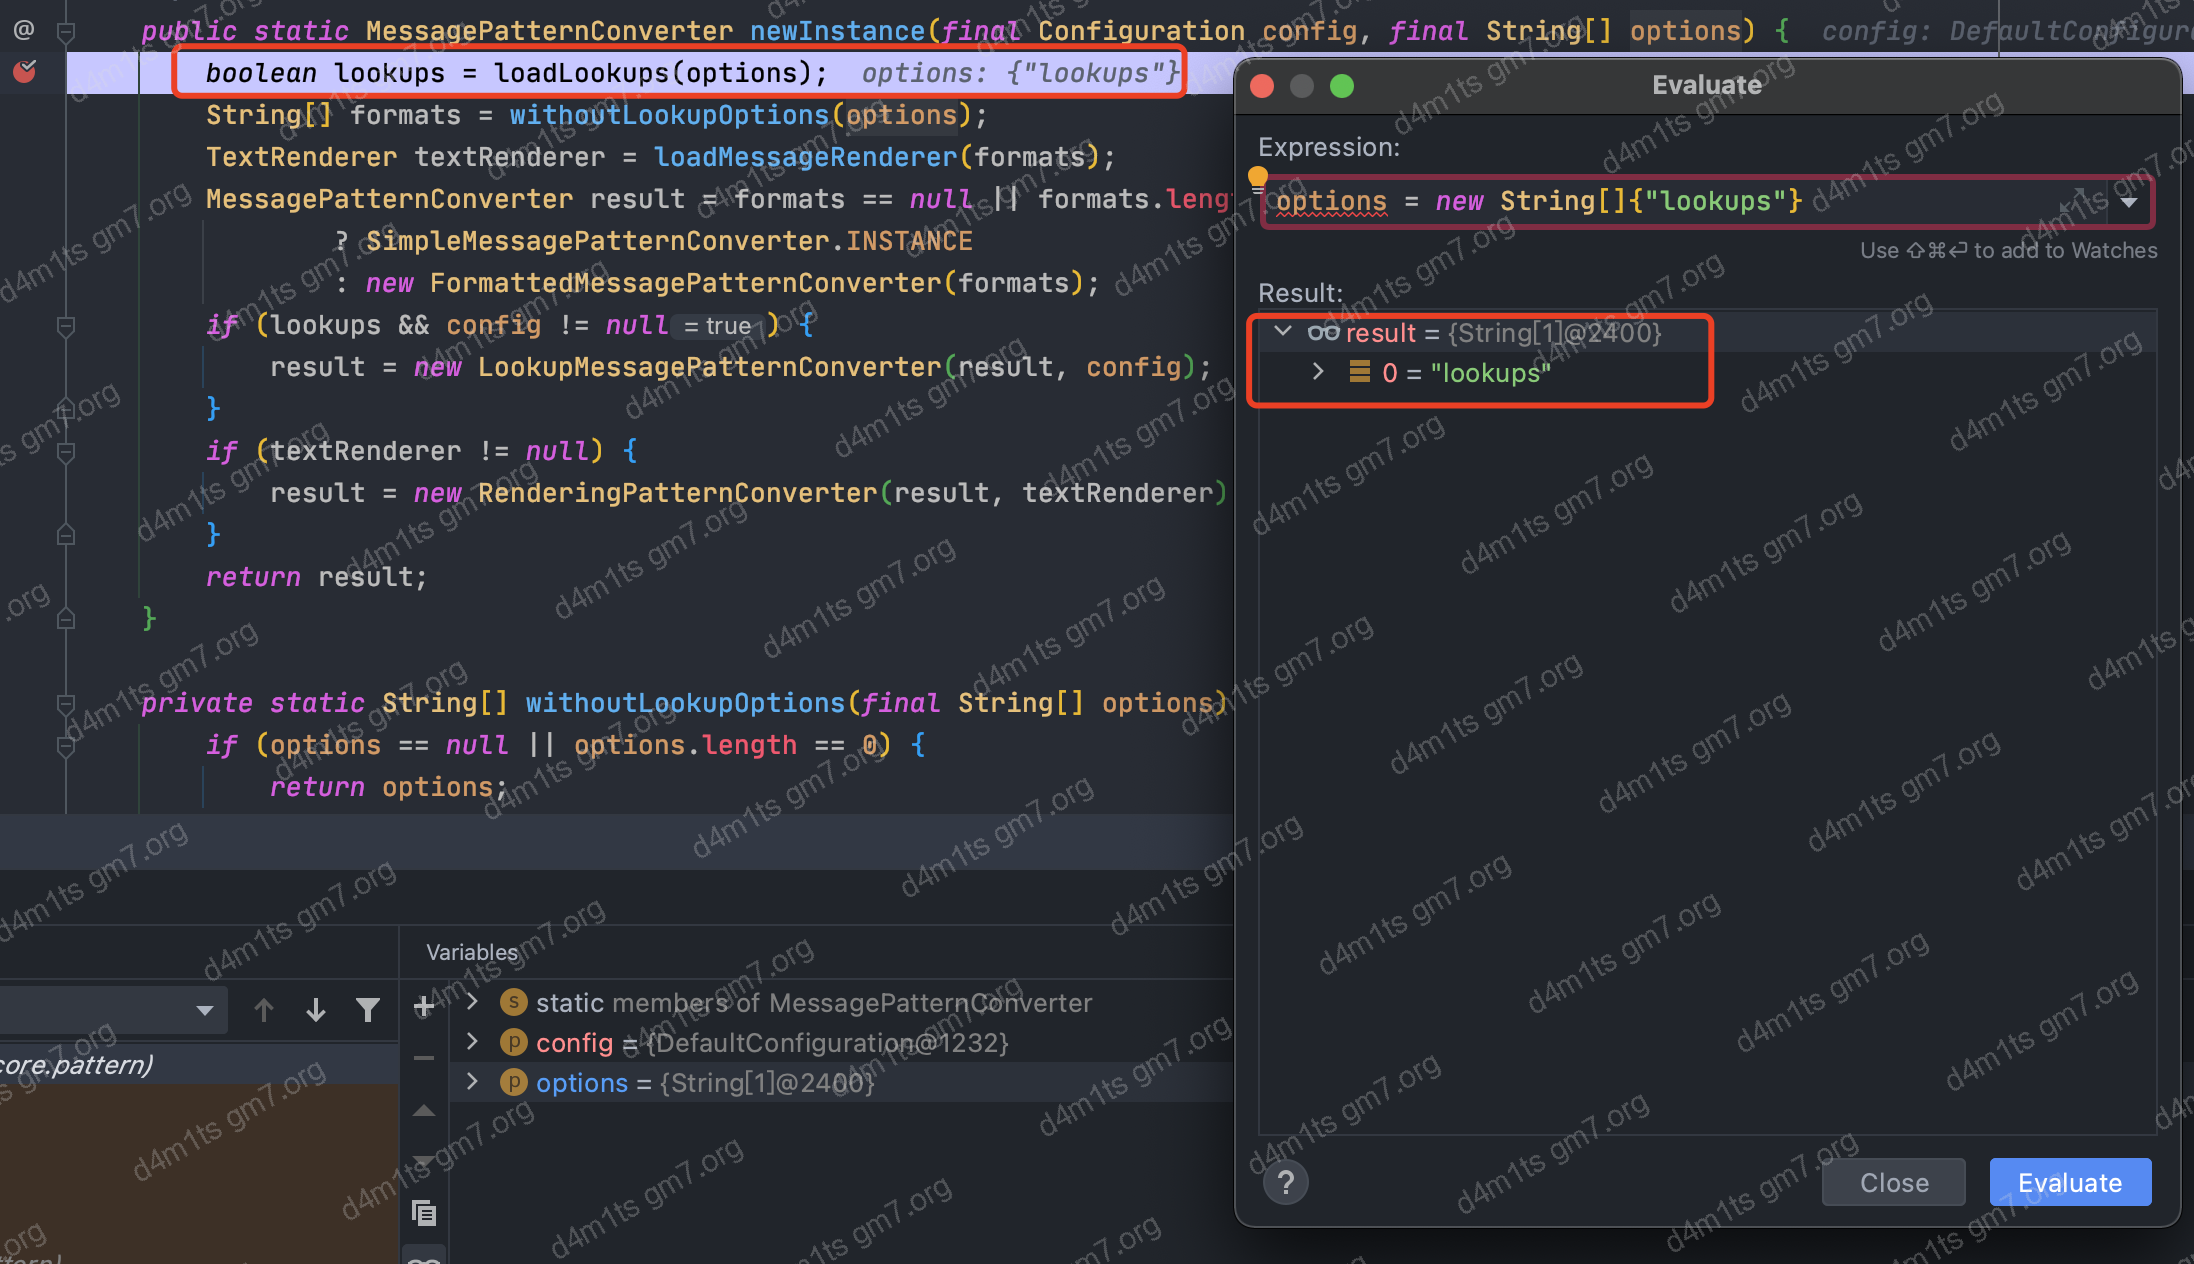 @ public static MessagePatternConverter newInstance(final Configuration config, final String[] options) { config: DefaultConfigur
boolean lookups = loadLookups(options); options: {"lookups"}
String[] formats = withoutLookupOptions(options);
TextRenderer textRenderer = loadMessageRenderer(formats);
MessagePatternConverter result = formats == null || formats.leng
? SimpleMessagePatternConverter.INSTANCE
: new FormattedMessagePatternConverter(formats);
if (lookups && config != null = true ) {
result = new LookupMessagePatternConverter(result, config);
}
if (textRenderer != null) {
result = new RenderingPatternConverter(result, textRenderer)
}
return result;
}
private static String[] withoutLookupOptions(final String[] options)
if (options == null || options.length == 0) {
return options;
Variables
static members of MessagePatternConverter
config = {DefaultConfiguration@1232}
options = {String[1]@2400}
core.pattern)
ttern)
Evaluate
Expression:
options = new String[]{"lookups"}
Use ⇧⌘⏎ to add to Watches
Result:
result = {String[1]@2400}
0 = "lookups"
?
Close
Evaluate
d4m1ts gm7.org